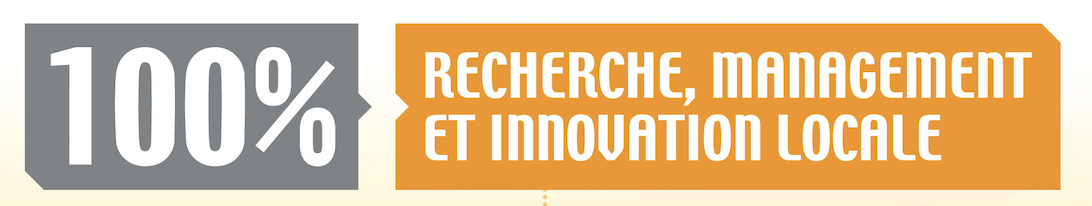 100%
RECHERCHE, MANAGEMENT
ET INNOVATION LOCALE